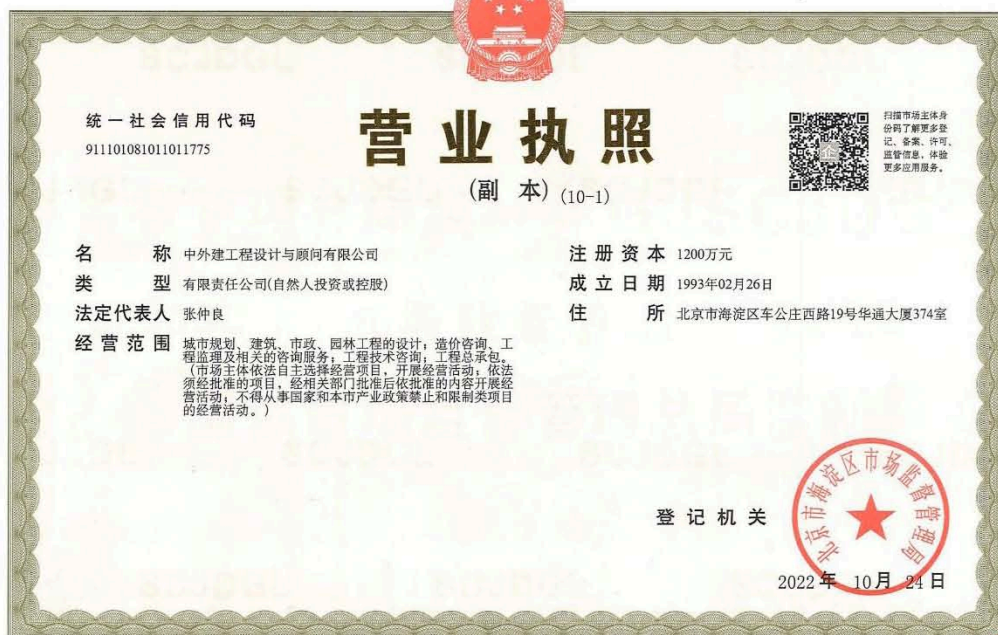 统一社会信用代码
911101081011011775
营业执照
(副 本) (10-1)
扫描市场主体身
份码了解更多登
记、备案、许可、
监管信息，体验
更多应用服务。
名 称 中外建工程设计与顾问有限公司
类 型 有限责任公司(自然人投资或控股)
法定代表人 张仲良
经营范围 城市规划、建筑、市政、园林工程的设计；造价咨询、工
程监理及相关的咨询服务；工程技术咨询；工程总承包。
（市场主体依法自主选择经营项目，开展经营活动；依法
须经批准的项目，经相关部门批准后依批准的内容开展经
营活动；不得从事国家和本市产业政策禁止和限制类项目
的经营活动。）
注册资本 1200万元
成立日期 1993年02月26日
住 所 北京市海淀区车公庄西路19号华通大厦374室
登记机关
北京市海淀区市场监督管理局
2022年 10月 24日